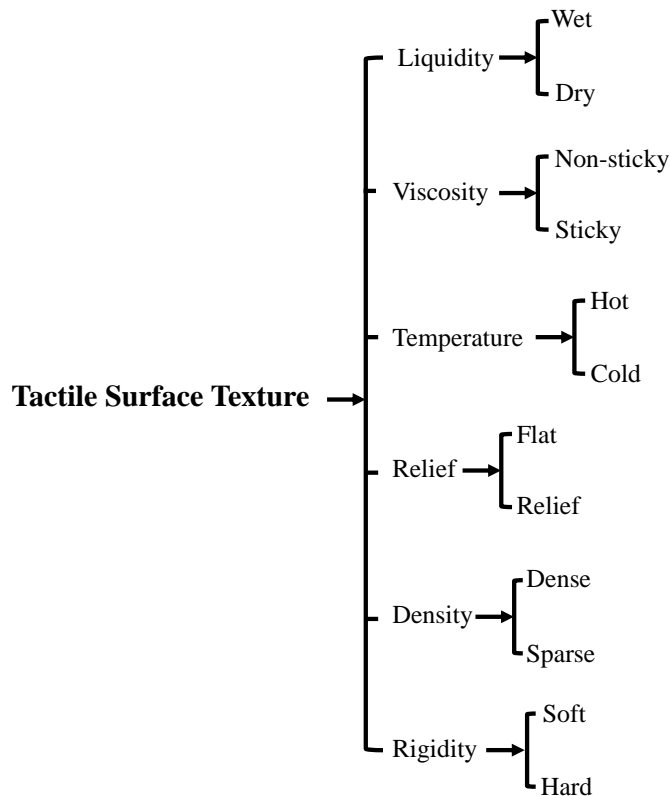 Wet
Liquidity
Dry
Non-sticky
Viscosity
Sticky
Hot
Temperature
Cold
Tactile Surface Texture
Flat
Relief
Relief
Dense
Density
Sparse
Soft
Rigidity
Hard